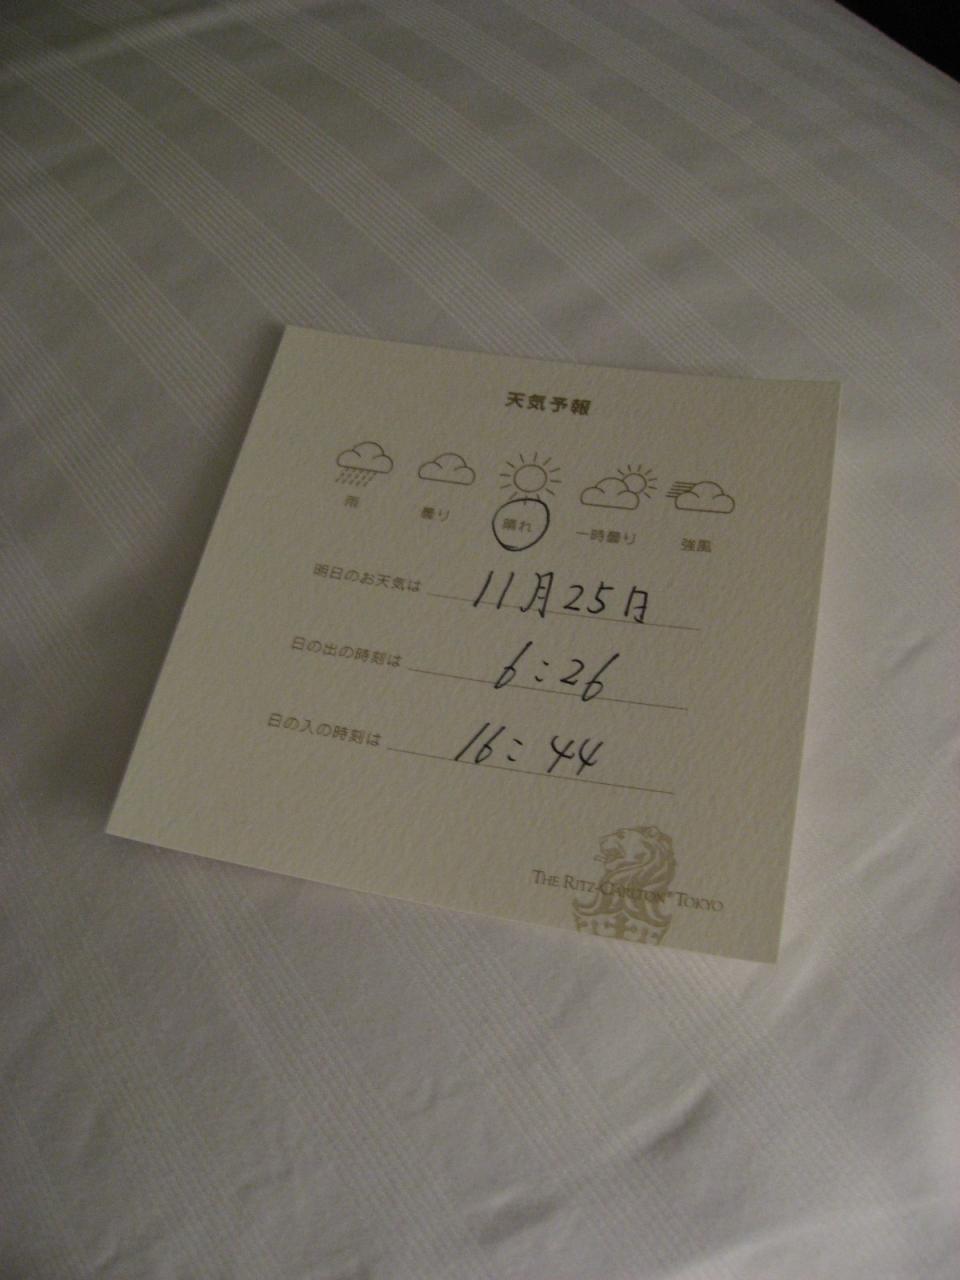 天気予報
雨 曇り 晴れ 一時曇り 強風
明日のお天気は 11月25日
日の出の時刻は 6:26
日の入の時刻は 16:44
THE RITZ-CARLTON® TOKYO